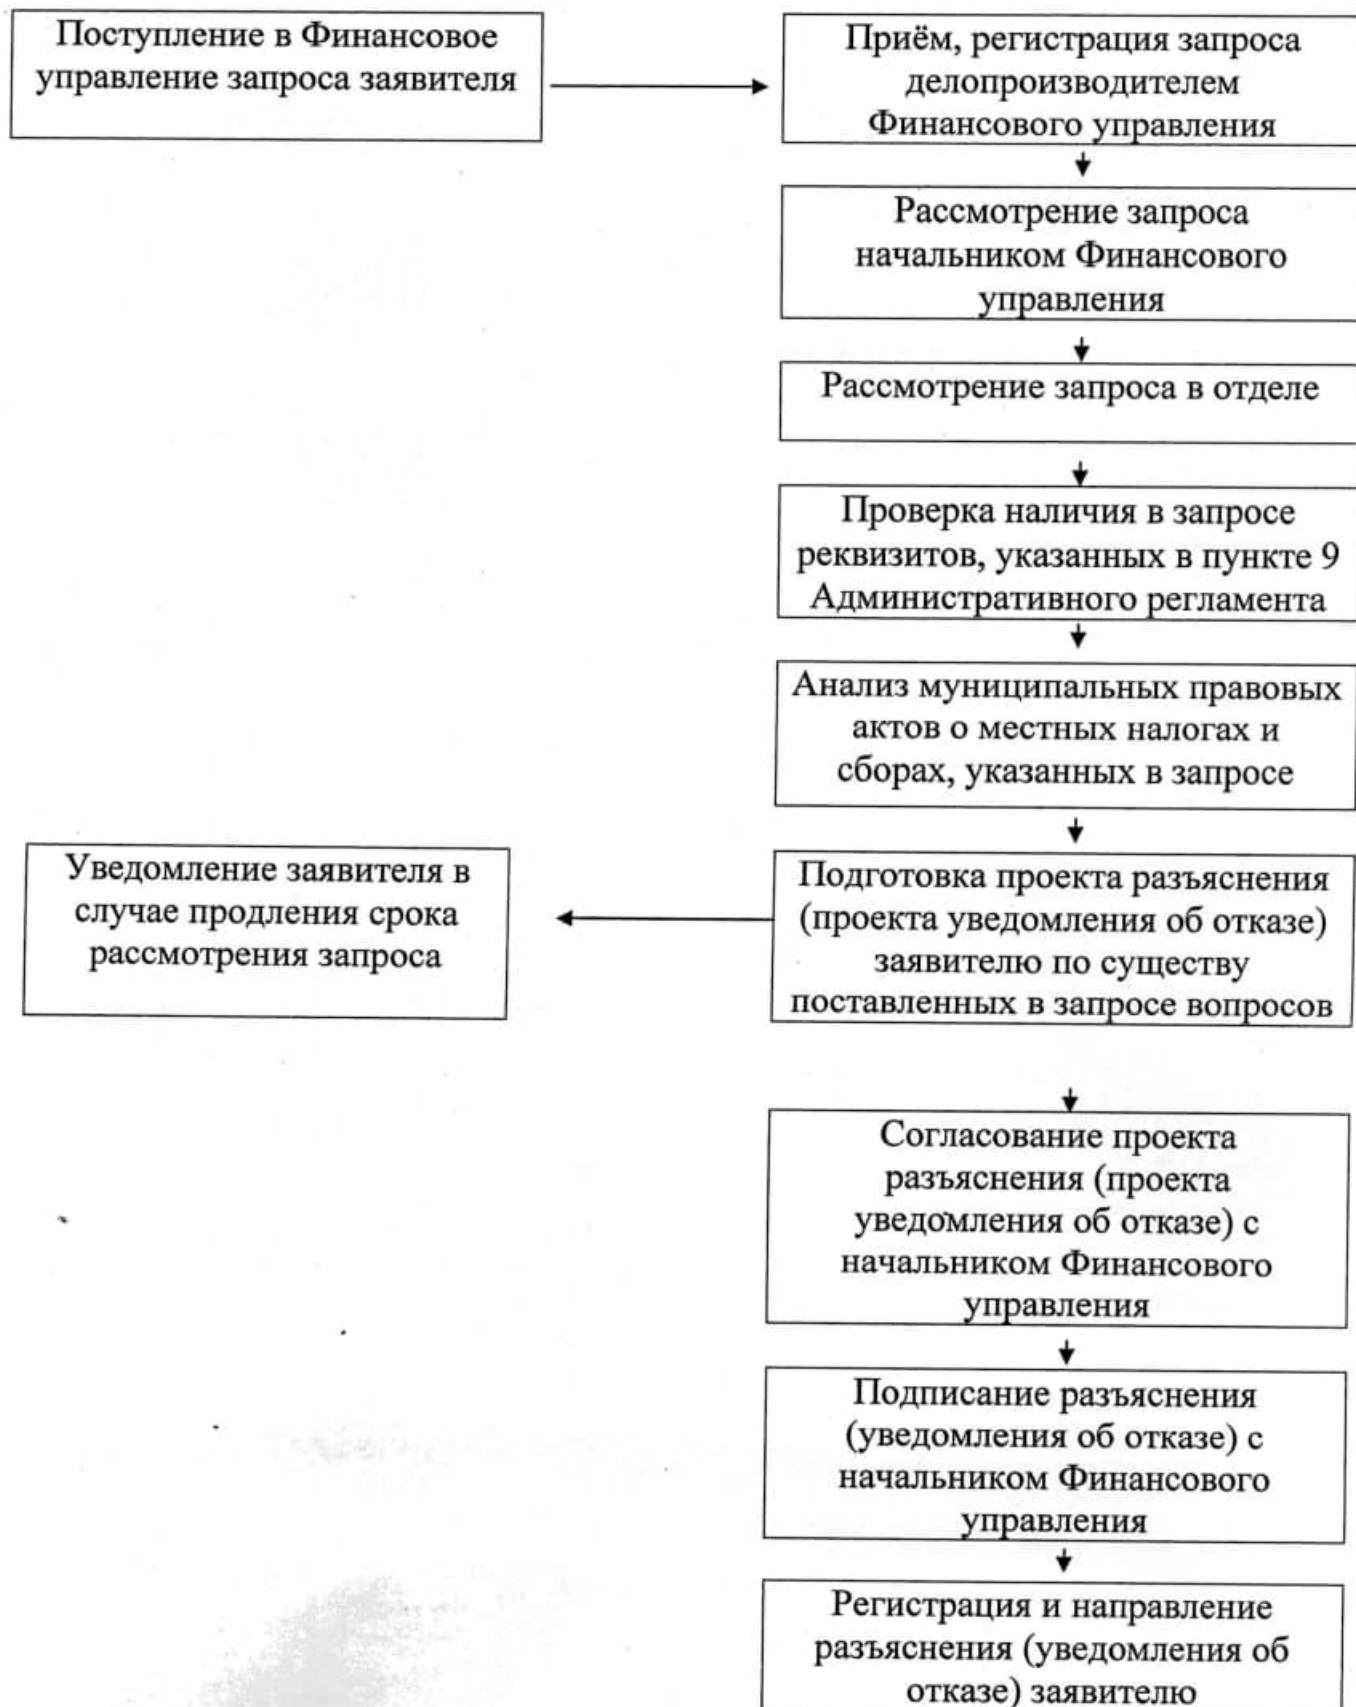 Поступление в Финансовое
управление запроса заявителя
Приём, регистрация запроса
делопроизводителем
Финансового управления
Рассмотрение запроса
начальником Финансового
управления
Рассмотрение запроса в отделе
Проверка наличия в запросе
реквизитов, указанных в пункте 9
Административного регламента
Анализ муниципальных правовых
актов о местных налогах и
сборах, указанных в запросе
Подготовка проекта разъяснения
(проекта уведомления об отказе)
заявителю по существу
поставленных в запросе вопросов
Уведомление заявителя в
случае продления срока
рассмотрения запроса
Согласование проекта
разъяснения (проекта
уведомления об отказе) с
начальником Финансового
управления
Подписание разъяснения
(уведомления об отказе) с
начальником Финансового
управления
Регистрация и направление
разъяснения (уведомления об
отказе) заявителю